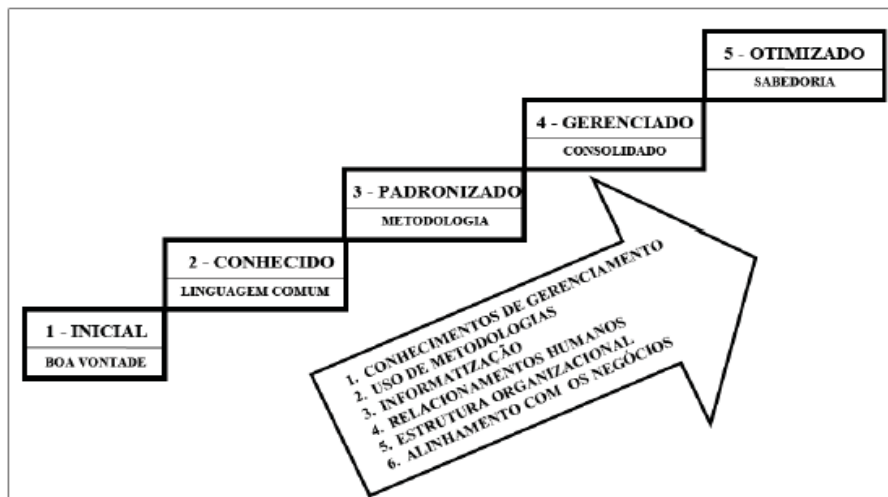 5 - OTIMIZADO
SABEDORIA
4 - GERENCIADO
CONSOLIDADO
3 - PADRONIZADO
METODOLOGIA
2 - CONHECIDO
LINGUAGEM COMUM
1 - INICIAL
BOA VONTADE
1. CONHECIMENTOS DE GERENCIAMENTO
2. USO DE METODOLOGIAS
3. INFORMATIZAÇÃO
4. RELACIONAMENTOS HUMANOS
5. ESTRUTURA ORGANIZACIONAL
6. ALINHAMENTO COM OS NEGÓCIOS